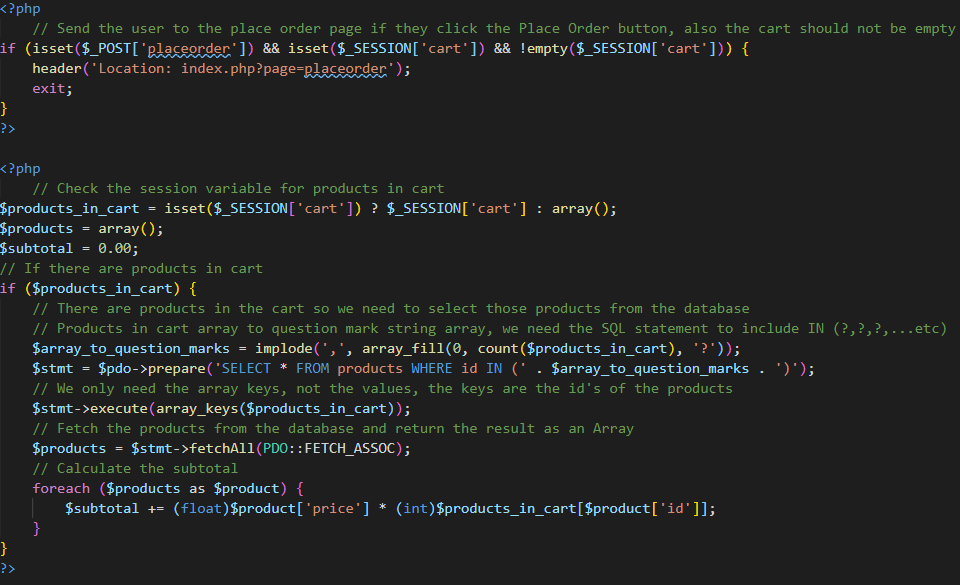 <?php
    // Send the user to the place order page if they click the Place Order button, also the cart should not be empty
if (isset($_POST['placeorder']) && isset($_SESSION['cart']) && !empty($_SESSION['cart'])) {
    header('Location: index.php?page=placeorder');
    exit;
}
?>

<?php
    // Check the session variable for products in cart
$products_in_cart = isset($_SESSION['cart']) ? $_SESSION['cart'] : array();
$products = array();
$subtotal = 0.00;
// If there are products in cart
if ($products_in_cart) {
    // There are products in the cart so we need to select those products from the database
    // Products in cart array to question mark string array, we need the SQL statement to include IN (?,?,?,...etc)
    $array_to_question_marks = implode(',', array_fill(0, count($products_in_cart), '?'));
    $stmt = $pdo->prepare('SELECT * FROM products WHERE id IN (' . $array_to_question_marks . ')');
    // We only need the array keys, not the values, the keys are the id's of the products
    $stmt->execute(array_keys($products_in_cart));
    // Fetch the products from the database and return the result as an Array
    $products = $stmt->fetchAll(PDO::FETCH_ASSOC);
    // Calculate the subtotal
    foreach ($products as $product) {
        $subtotal += (float)$product['price'] * (int)$products_in_cart[$product['id']];
    }
}
?>